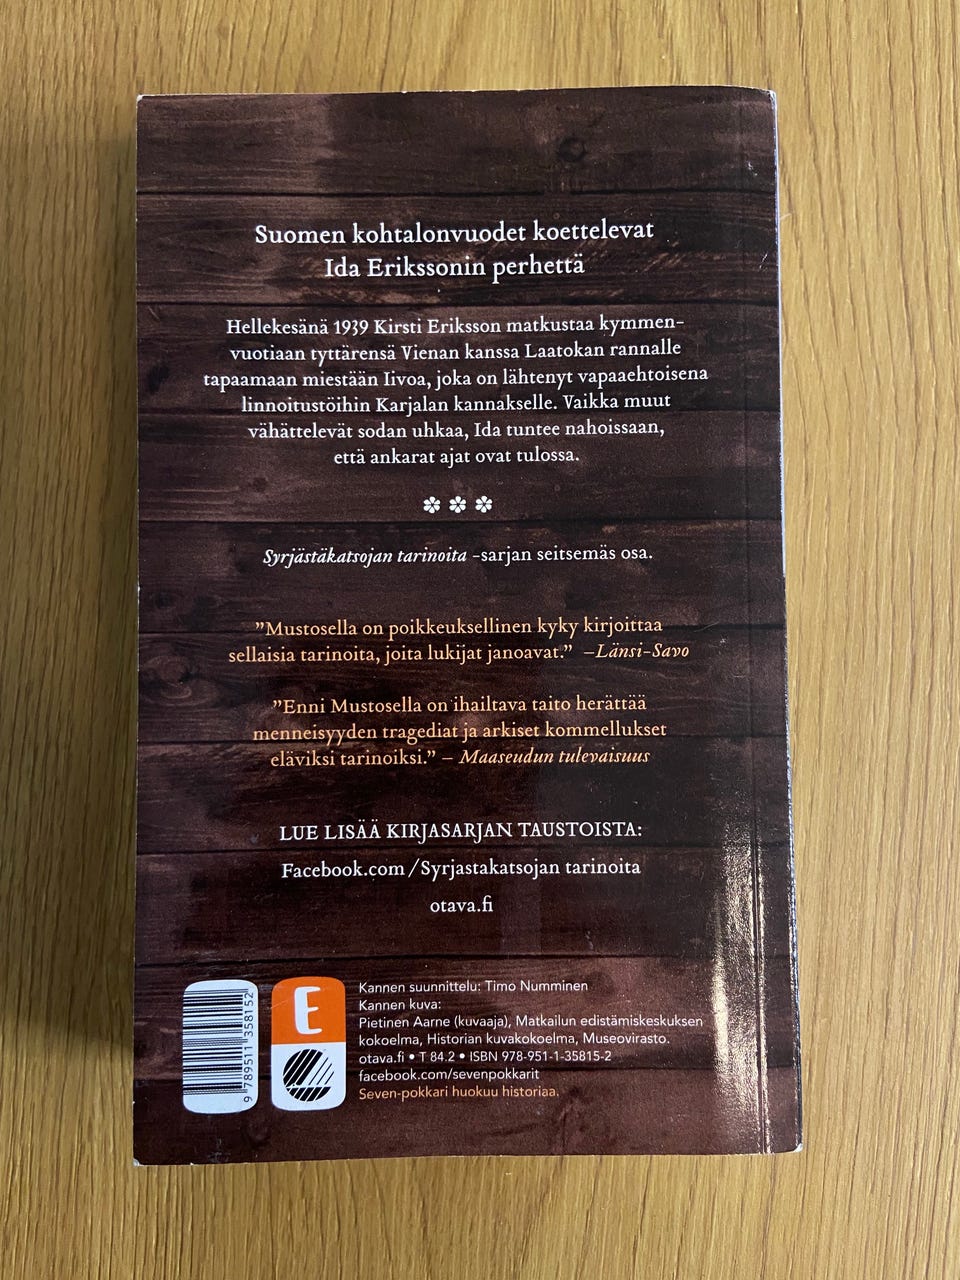 Suomen kohtalonvuodet koettelevat
Ida Erikssonin perhettä
Hellekesänä 1939 Kirsti Eriksson matkustaa kymmen-
vuotiaan tyttärensä Vienan kanssa Laatokan rannalle
tapaamaan miestään Iivoa, joka on lähtenyt vapaaehtoisena
linnoitustöihin Karjalan kannakselle. Vaikka muut
vähättelevät sodan uhkaa, Ida tuntee nahoissaan,
että ankarat ajat ovat tulossa.
Syrjästäkatsojan tarinoita -sarjan seitsemäs osa.
”Mustosella on poikkeuksellinen kyky kirjoittaa
sellaisia tarinoita, joita lukijat janoavat.” –Länsi-Savo
”Enni Mustosella on ihailtava taito herättää
menneisyyden tragediat ja arkiset kommellukset
eläviksi tarinoiksi.” – Maaseudun tulevaisuus
LUE LISÄÄ KIRJASARJAN TAUSTOISTA:
Facebook.com/Syrjastakatsojan tarinoita
otava.fi
9 789511 358152
E
Kannen suunnittelu: Timo Numminen
Kannen kuva:
Pietinen Aarne (kuvaaja), Matkailun edistämiskeskuksen
kokoelma, Historian kuvakokoelma, Museovirasto.
otava.fi • T 84.2 • ISBN 978-951-1-35815-2
facebook.com/sevenpokkarit
Seven-pokkari huokuu historiaa.